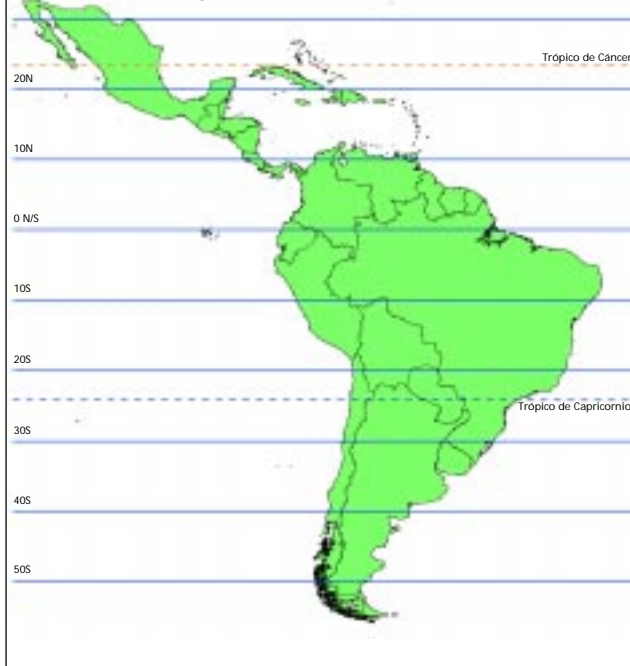 Trópico de Cáncer
20N
10N
0 N/S
10S
20S
Trópico de Capricornio
30S
40S
50S